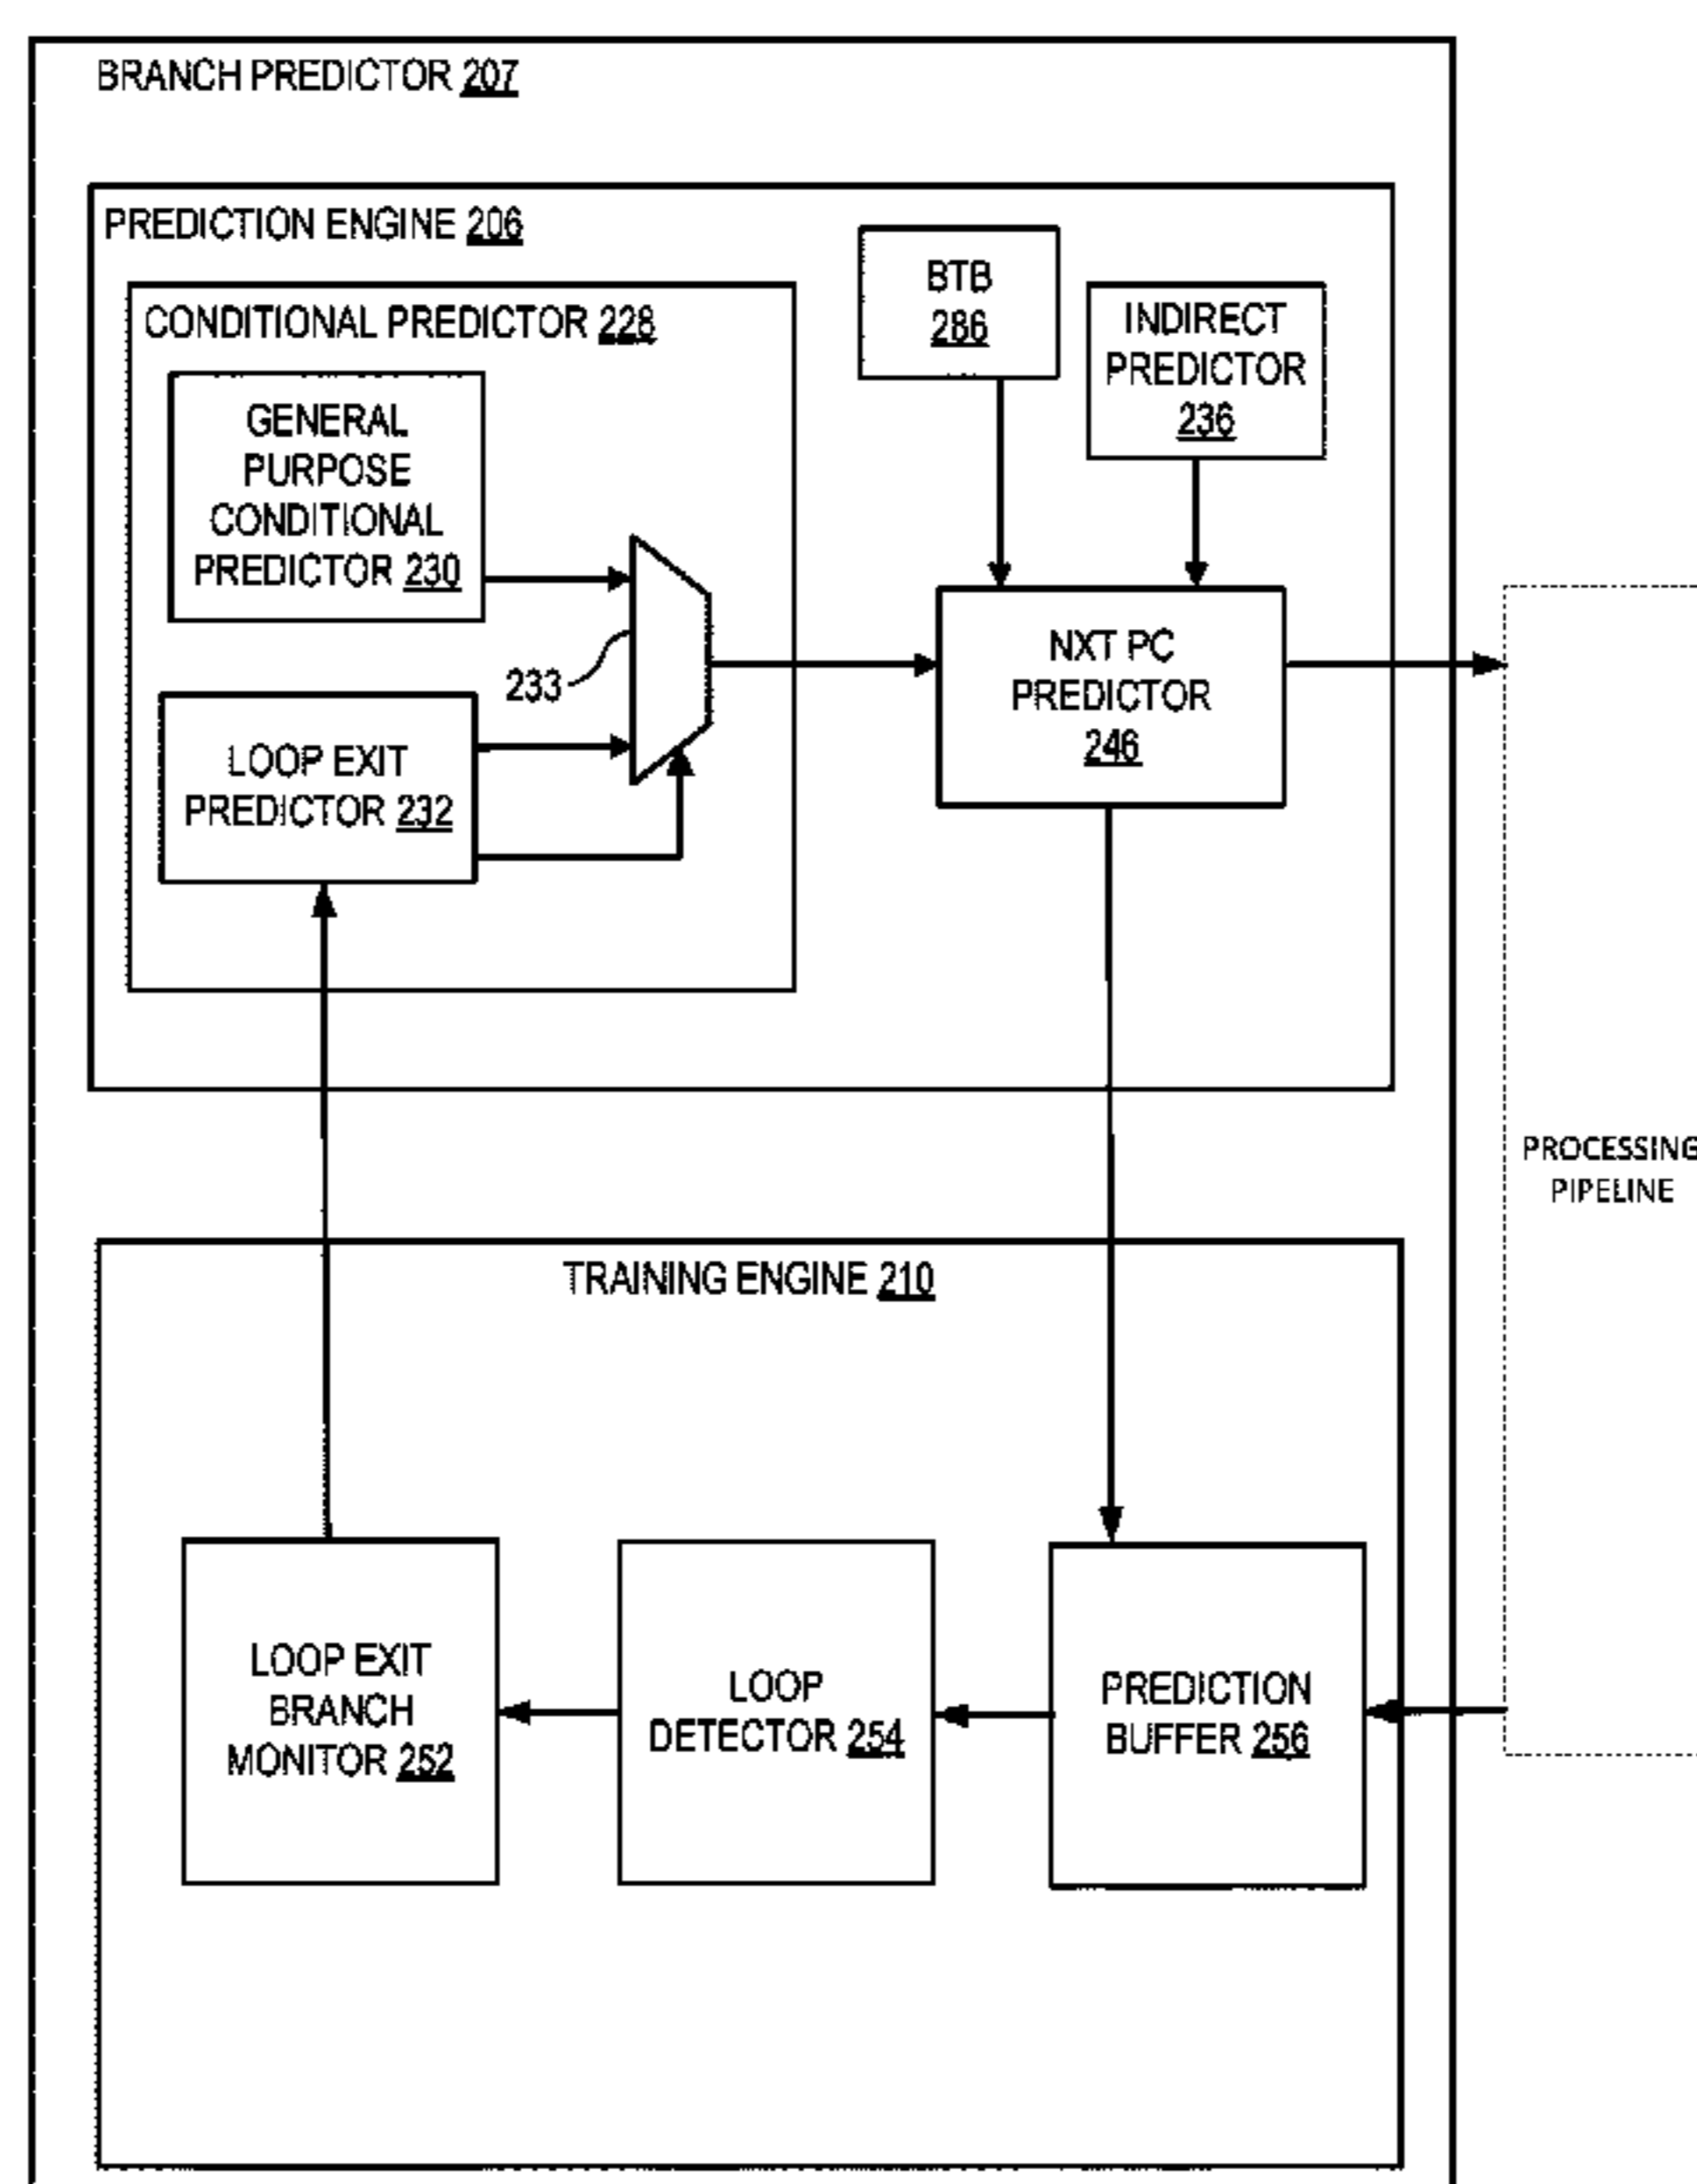 BRANCH PREDICTOR 207
PREDICTION ENGINE 206
CONDITIONAL PREDICTOR 228
GENERAL
PURPOSE
CONDITIONAL
PREDICTOR 230
233
LOOP EXIT
PREDICTOR 232
BTB
286
INDIRECT
PREDICTOR
236
NXT PC
PREDICTOR
246
PROCESSING
PIPELINE
TRAINING ENGINE 210
LOOP EXIT
BRANCH
MONITOR 252
LOOP
DETECTOR 254
PREDICTION
BUFFER 256